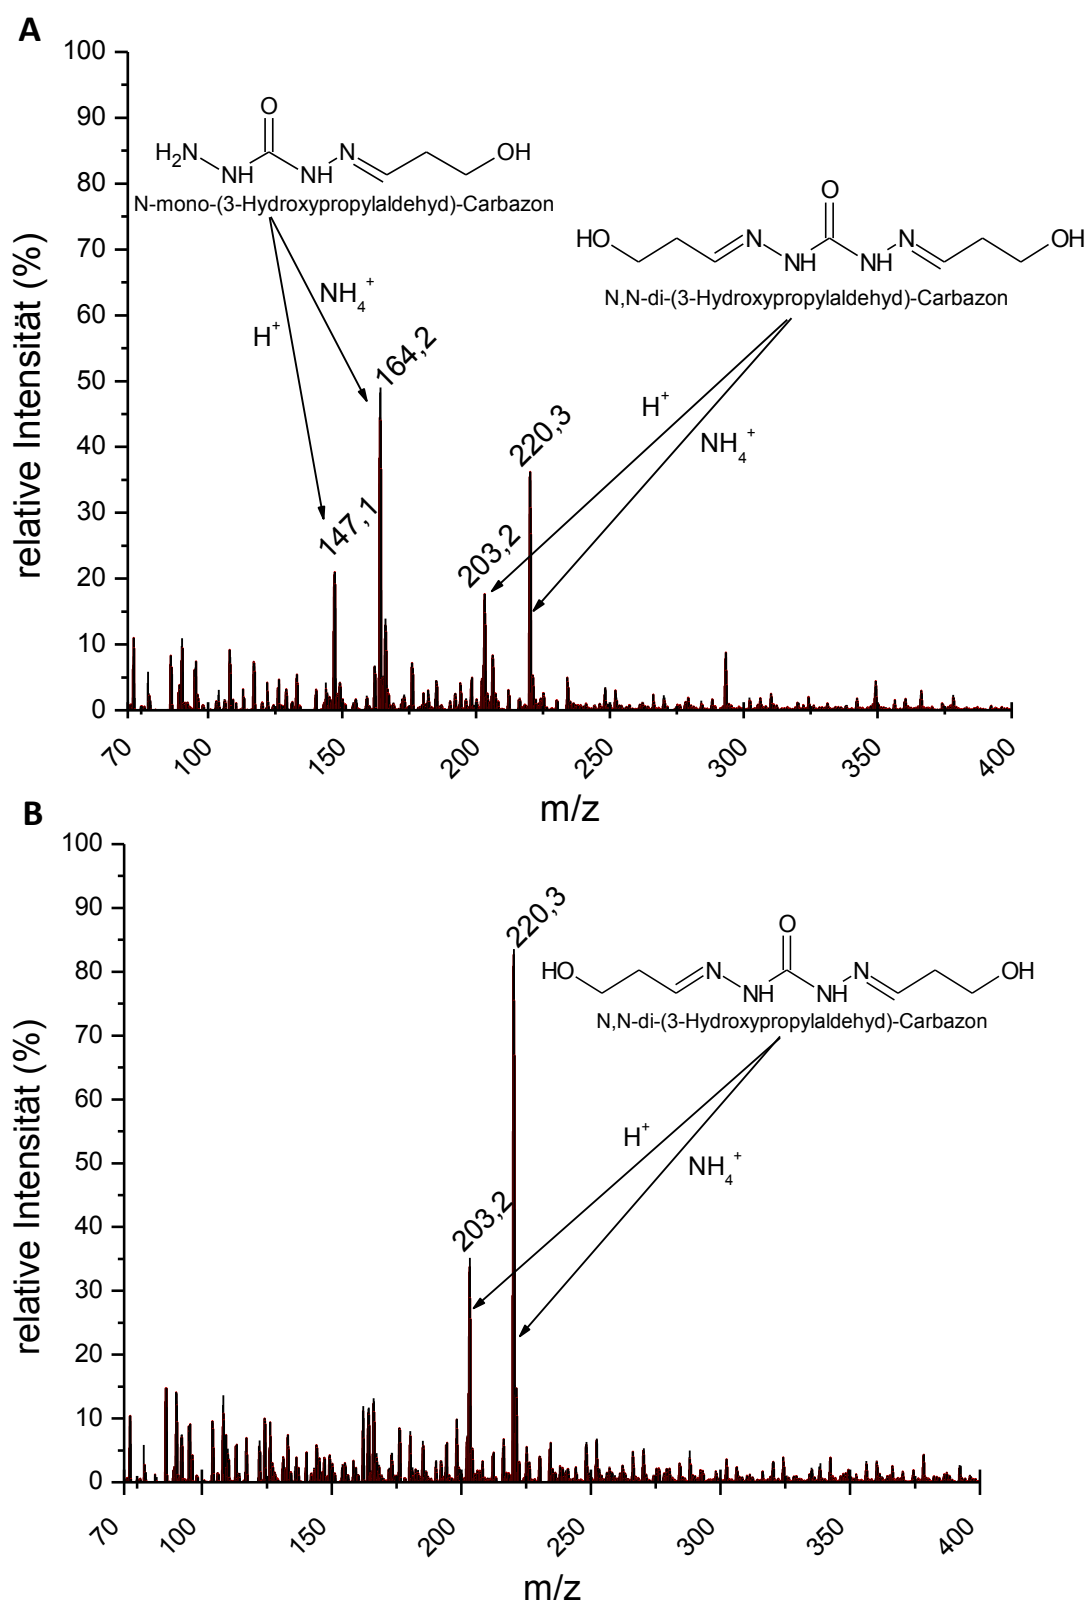 A
relative Intensität (%)
100
90
80
70
60
50
40
30
20
10
0
O
H₂N
NH
NH
N
OH
N-mono-(3-Hydroxypropylaldehyd)-Carbazon
O
HO
N
NH
NH
N
OH
N,N-di-(3-Hydroxypropylaldehyd)-Carbazon
NH₄⁺
H⁺
164,2
147,1
H⁺
NH₄⁺
220,3
203,2
70
100
150
200
250
300
350
400
m/z
B
relative Intensität (%)
100
90
80
70
60
50
40
30
20
10
0
220,3
O
HO
N
NH
NH
N
OH
N,N-di-(3-Hydroxypropylaldehyd)-Carbazon
H⁺
NH₄⁺
203,2
70
100
150
200
250
300
350
400
m/z